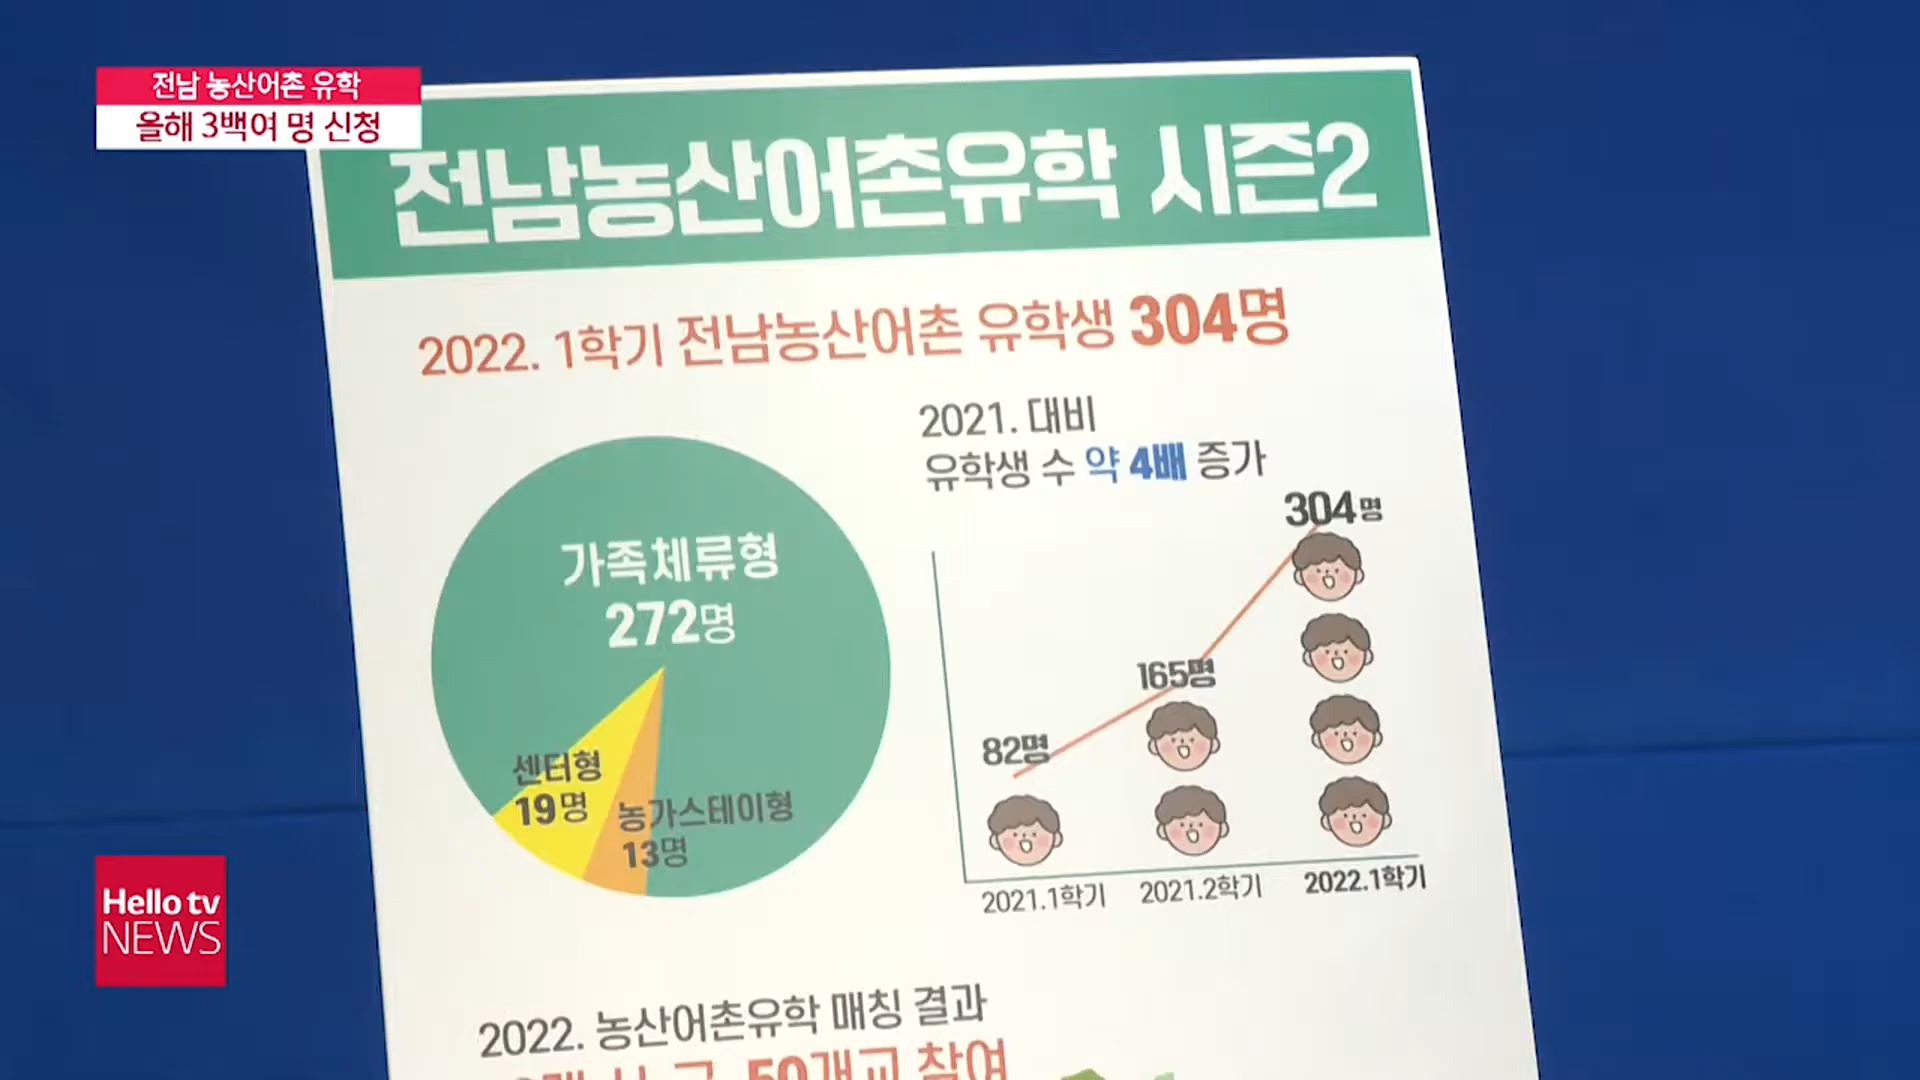 전남 농산어촌 유학
올해 3백여 명 신청
전남농산어촌유학 시즌2
2022. 1학기 전남농산어촌 유학생 304명
2021. 대비
유학생 수 약 4배 증가
가족체류형
272명
센터형
19명
농가스테이형
13명
304명
165명
82명
2021.1학기
2021.2학기
2022.1학기
Hello tv
NEWS
2022. 농산어촌유학 매칭 결과
50개교 참여